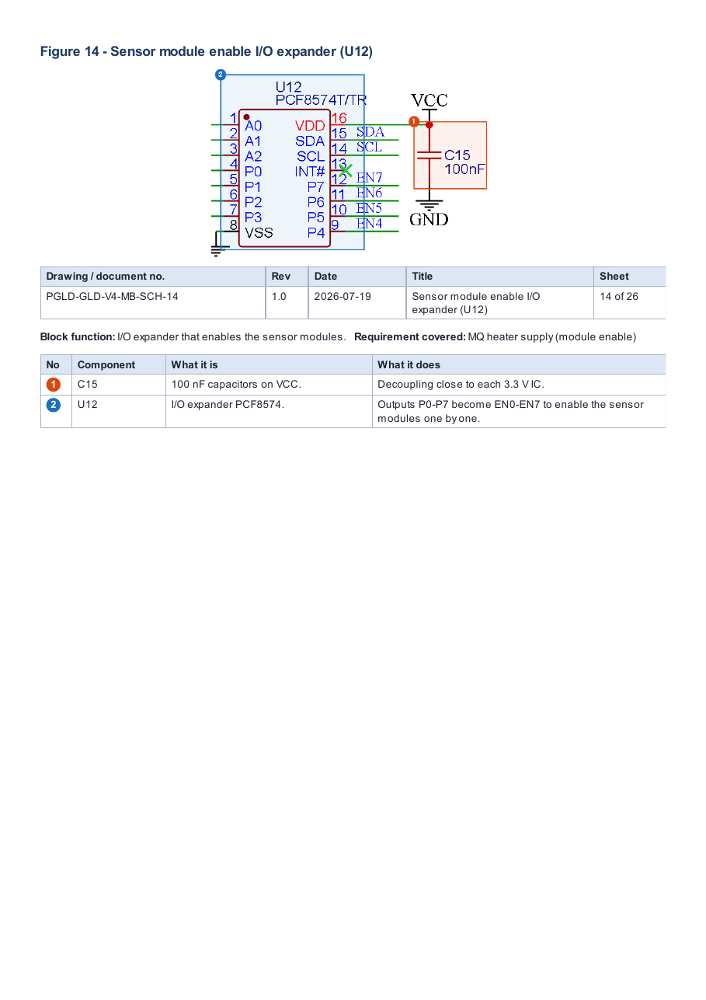 Figure 14 - Sensor module enable I/O expander (U12)
2
U12
PCF8574T/TR
VCC
1
1 A0 VDD 16
2 A1 SDA 15 SDA
3 A2 SCL 14 SCL
4 P0 INT# 13
5 P1 P7 12 EN7
6 P2 P6 11 EN6
7 P3 P5 10 EN5
8 VSS P4 9 EN4
C15
100nF
GND
Drawing / document no. Rev Date Title Sheet
PGLD-GLD-V4-MB-SCH-14 1.0 2026-07-19 Sensor module enable I/O 14 of 26
expander (U12)
Block function: I/O expander that enables the sensor modules. Requirement covered: MQ heater supply (module enable)
No Component What it is What it does
1 C15 100 nF capacitors on VCC. Decoupling close to each 3.3 V IC.
2 U12 I/O expander PCF8574. Outputs P0-P7 become EN0-EN7 to enable the sensor
modules one by one.